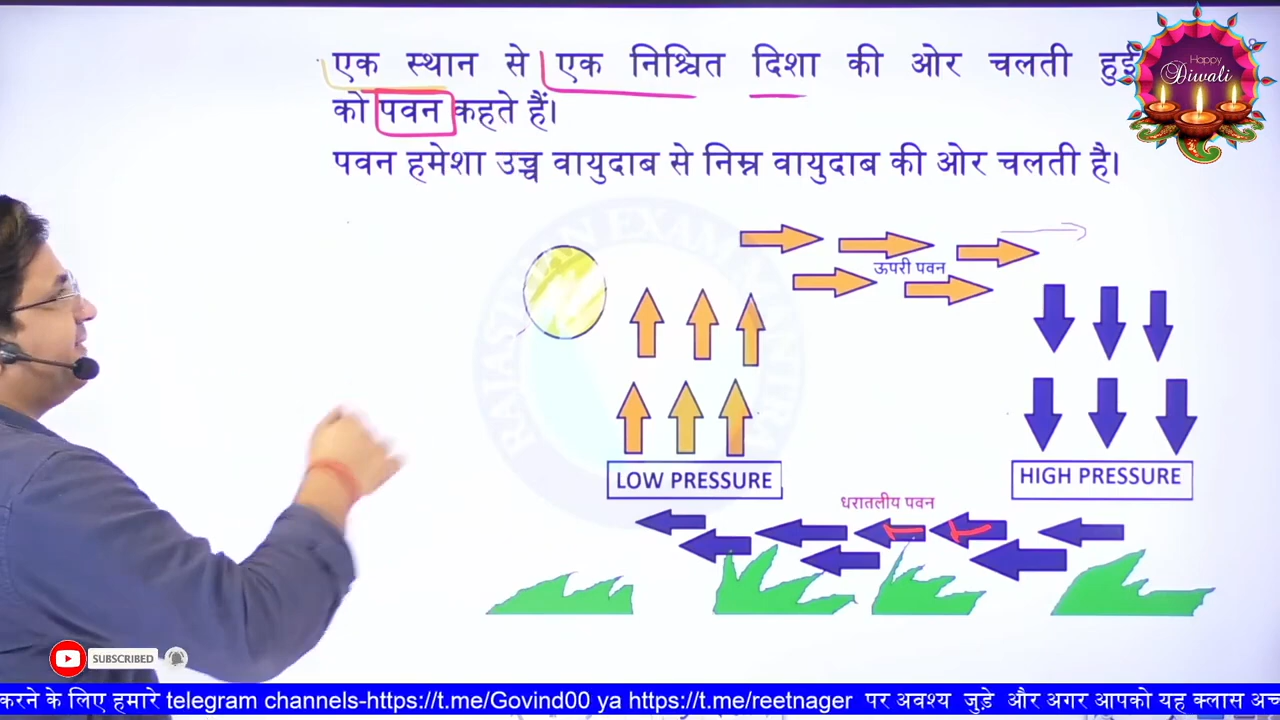 एक स्थान से एक निश्चित दिशा की ओर चलती हुई
को पवन कहते हैं।
पवन हमेशा उच्च वायुदाब से निम्न वायुदाब की ओर चलती है।
Happy
Diwali
ऊपरी पवन
LOW PRESSURE
HIGH PRESSURE
धरातलीय पवन
SUBSCRIBED
करने के लिए हमारे telegram channels-https://t.me/Govind00 ya https://t.me/reetnager पर अवश्य जुड़े और अगर आपको यह क्लास अच